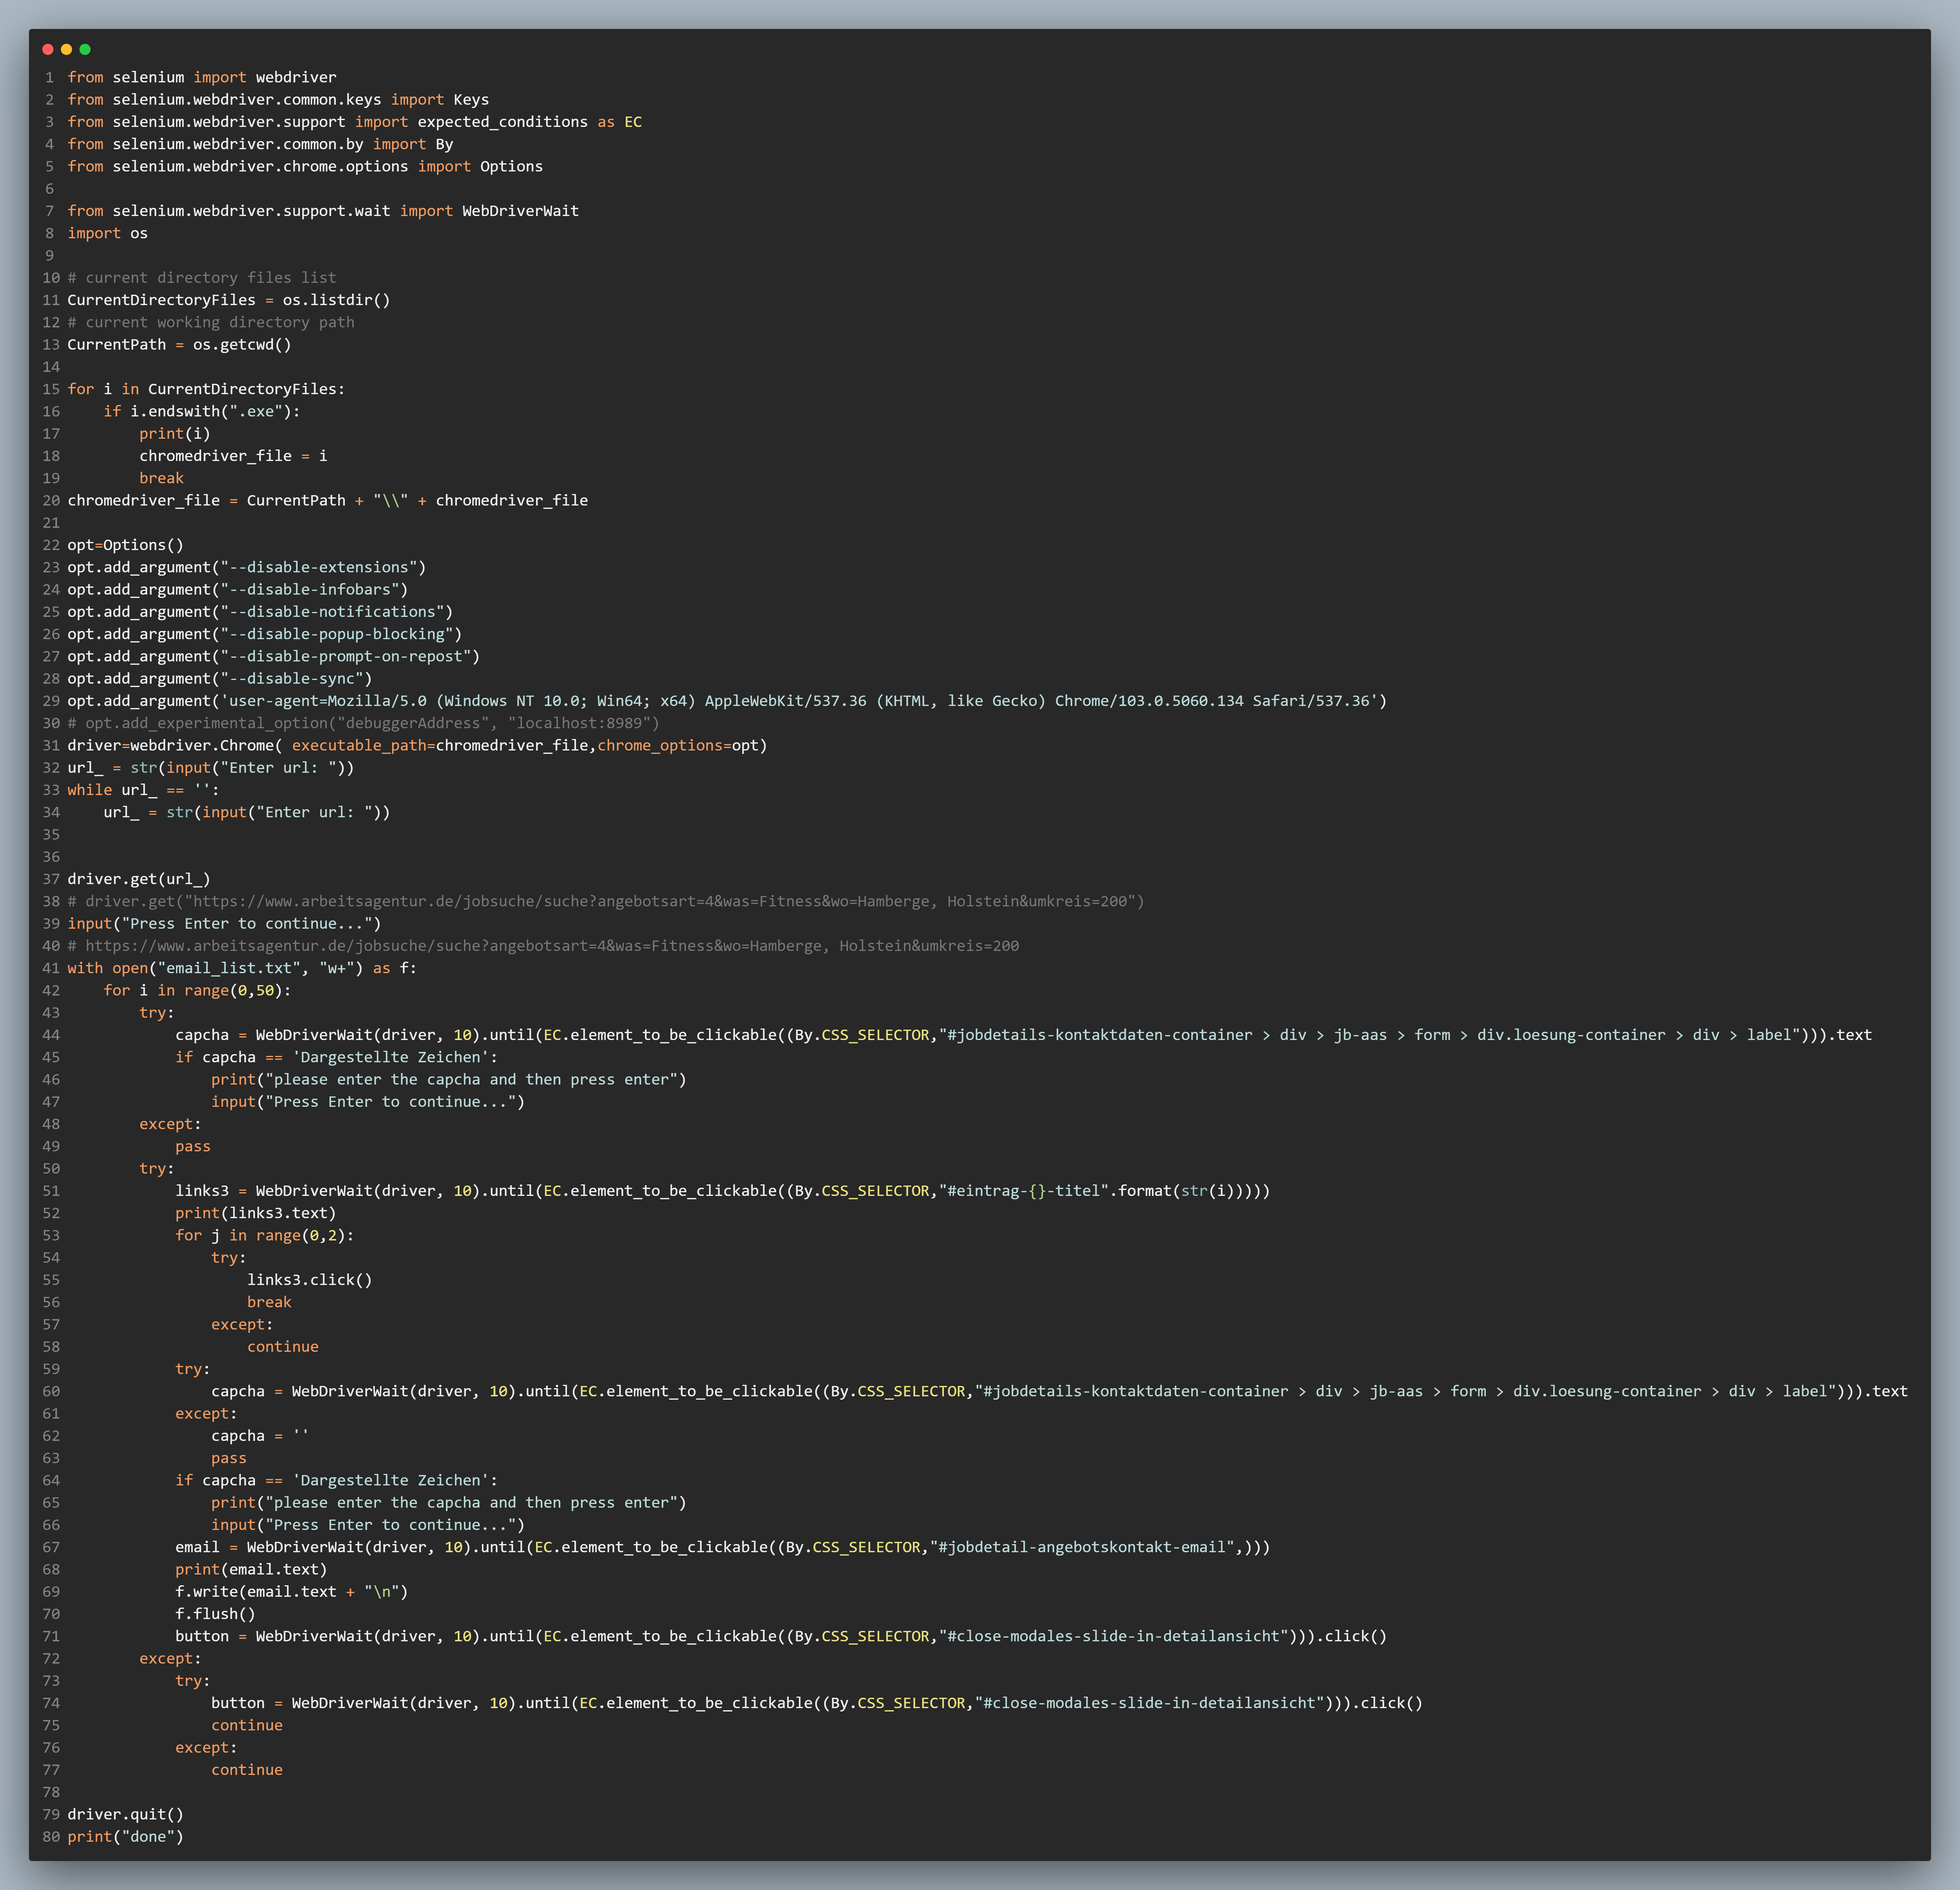 1 from selenium import webdriver
2 from selenium.webdriver.common.keys import Keys
3 from selenium.webdriver.support import expected_conditions as EC
4 from selenium.webdriver.common.by import By
5 from selenium.webdriver.chrome.options import Options
6
7 from selenium.webdriver.support.wait import WebDriverWait
8 import os
9
10 # current directory files list
11 CurrentDirectoryFiles = os.listdir()
12 # current working directory path
13 CurrentPath = os.getcwd()
14
15 for i in CurrentDirectoryFiles:
16     if i.endswith(".exe"):
17         print(i)
18         chromedriver_file = i
19         break
20 chromedriver_file = CurrentPath + "\\" + chromedriver_file
21
22 opt=Options()
23 opt.add_argument("--disable-extensions")
24 opt.add_argument("--disable-infobars")
25 opt.add_argument("--disable-notifications")
26 opt.add_argument("--disable-popup-blocking")
27 opt.add_argument("--disable-prompt-on-repost")
28 opt.add_argument("--disable-sync")
29 opt.add_argument('user-agent=Mozilla/5.0 (Windows NT 10.0; Win64; x64) AppleWebKit/537.36 (KHTML, like Gecko) Chrome/103.0.5060.134 Safari/537.36')
30 # opt.add_experimental_option("debuggerAddress", "localhost:8989")
31 driver=webdriver.Chrome( executable_path=chromedriver_file,chrome_options=opt)
32 url_ = str(input("Enter url: "))
33 while url_ == '':
34     url_ = str(input("Enter url: "))
35
36
37 driver.get(url_)
38 # driver.get("https://www.arbeitsagentur.de/jobsuche/suche?angebotsart=4&was=Fitness&wo=Hamberge, Holstein&umkreis=200")
39 input("Press Enter to continue...")
40 # https://www.arbeitsagentur.de/jobsuche/suche?angebotsart=4&was=Fitness&wo=Hamberge, Holstein&umkreis=200
41 with open("email_list.txt", "w+") as f:
42     for i in range(0,50):
43         try:
44             capcha = WebDriverWait(driver, 10).until(EC.element_to_be_clickable((By.CSS_SELECTOR,"#jobdetails-kontaktdaten-container > div > jb-aas > form > div.loesung-container > div > label"))).text
45             if capcha == 'Dargestellte Zeichen':
46                 print("please enter the capcha and then press enter")
47                 input("Press Enter to continue...")
48         except:
49             pass
50         try:
51             links3 = WebDriverWait(driver, 10).until(EC.element_to_be_clickable((By.CSS_SELECTOR,"#eintrag-{}-titel".format(str(i)))))
52             print(links3.text)
53             for j in range(0,2):
54                 try:
55                     links3.click()
56                     break
57                 except:
58                     continue
59             try:
60                 capcha = WebDriverWait(driver, 10).until(EC.element_to_be_clickable((By.CSS_SELECTOR,"#jobdetails-kontaktdaten-container > div > jb-aas > form > div.loesung-container > div > label"))).text
61             except:
62                 capcha = ''
63                 pass
64             if capcha == 'Dargestellte Zeichen':
65                 print("please enter the capcha and then press enter")
66                 input("Press Enter to continue...")
67             email = WebDriverWait(driver, 10).until(EC.element_to_be_clickable((By.CSS_SELECTOR,"#jobdetail-angebotskontakt-email",)))
68             print(email.text)
69             f.write(email.text + "\n")
70             f.flush()
71             button = WebDriverWait(driver, 10).until(EC.element_to_be_clickable((By.CSS_SELECTOR,"#close-modales-slide-in-detailansicht"))).click()
72         except:
73             try:
74                 button = WebDriverWait(driver, 10).until(EC.element_to_be_clickable((By.CSS_SELECTOR,"#close-modales-slide-in-detailansicht"))).click()
75                 continue
76             except:
77                 continue
78
79 driver.quit()
80 print("done")